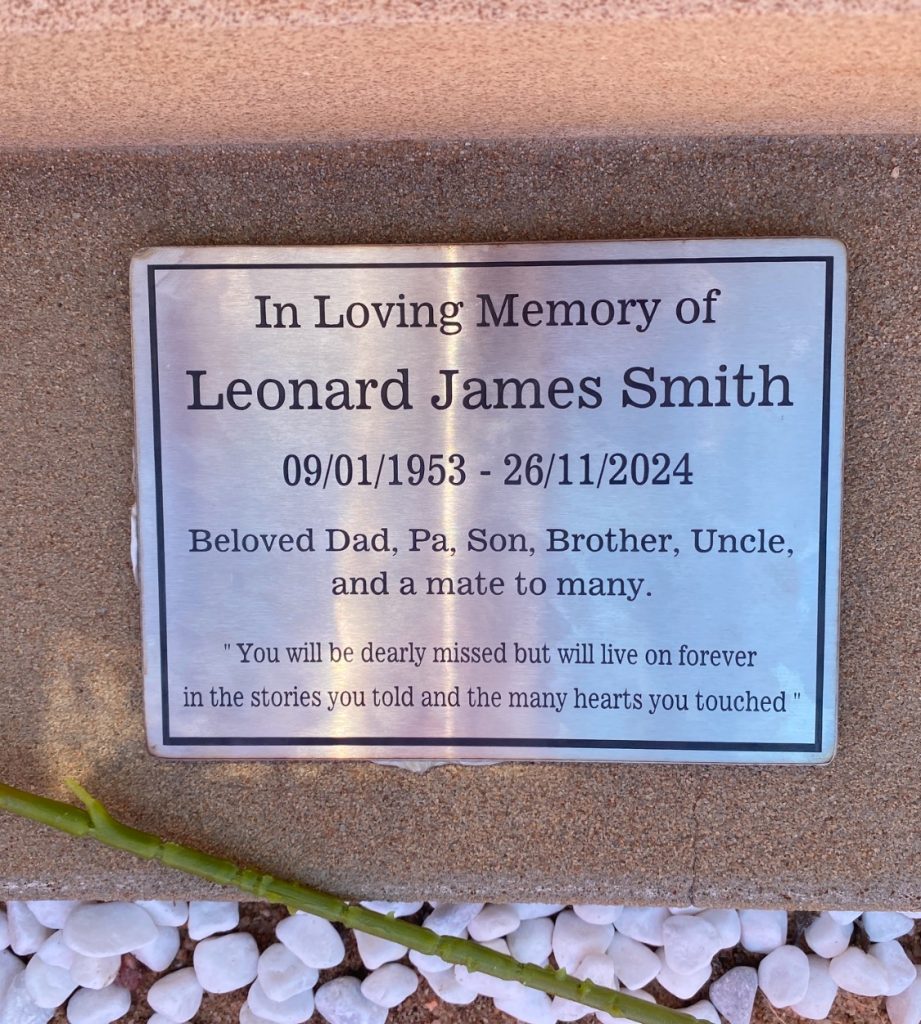 In Loving Memory of
Leonard James Smith
09/01/1953 - 26/11/2024
Beloved Dad, Pa, Son, Brother, Uncle,
and a mate to many.
" You will be dearly missed but will live on forever
in the stories you told and the many hearts you touched "